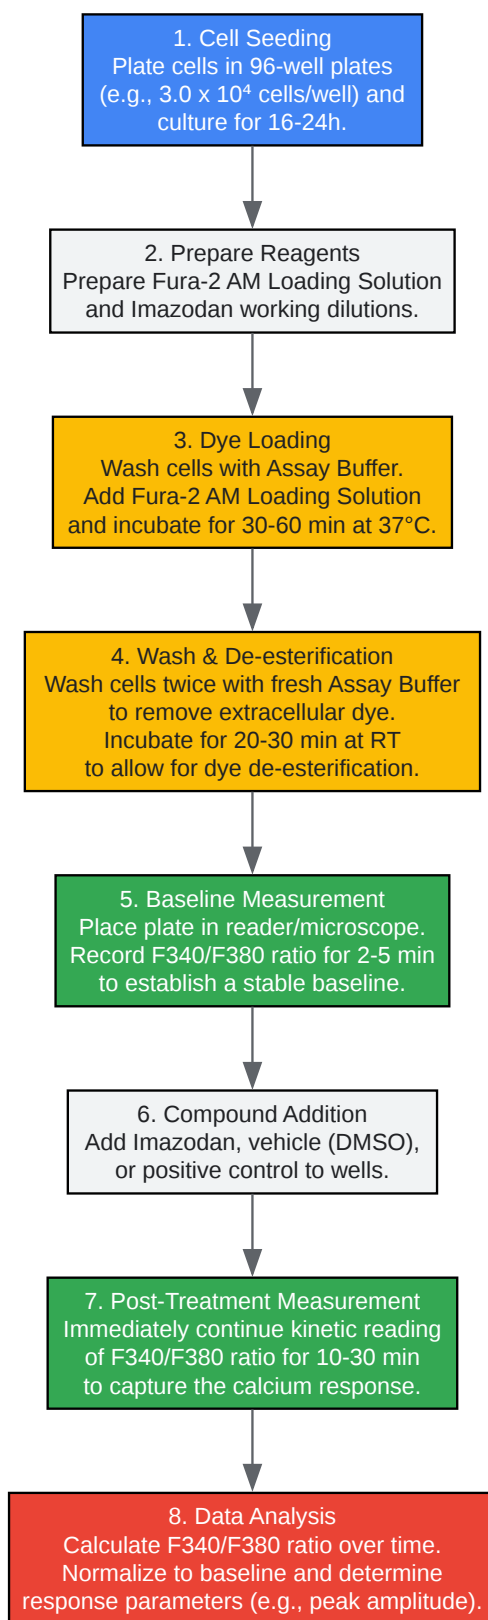 1. Cell Seeding
Plate cells in 96-well plates
(e.g., 3.0 x 10⁴ cells/well) and
culture for 16-24h.
2. Prepare Reagents
Prepare Fura-2 AM Loading Solution
and Imazodan working dilutions.
3. Dye Loading
Wash cells with Assay Buffer.
Add Fura-2 AM Loading Solution
and incubate for 30-60 min at 37°C.
4. Wash & De-esterification
Wash cells twice with fresh Assay Buffer
to remove extracellular dye.
Incubate for 20-30 min at RT
to allow for dye de-esterification.
5. Baseline Measurement
Place plate in reader/microscope.
Record F340/F380 ratio for 2-5 min
to establish a stable baseline.
6. Compound Addition
Add Imazodan, vehicle (DMSO),
or positive control to wells.
7. Post-Treatment Measurement
Immediately continue kinetic reading
of F340/F380 ratio for 10-30 min
to capture the calcium response.
8. Data Analysis
Calculate F340/F380 ratio over time.
Normalize to baseline and determine
response parameters (e.g., peak amplitude).